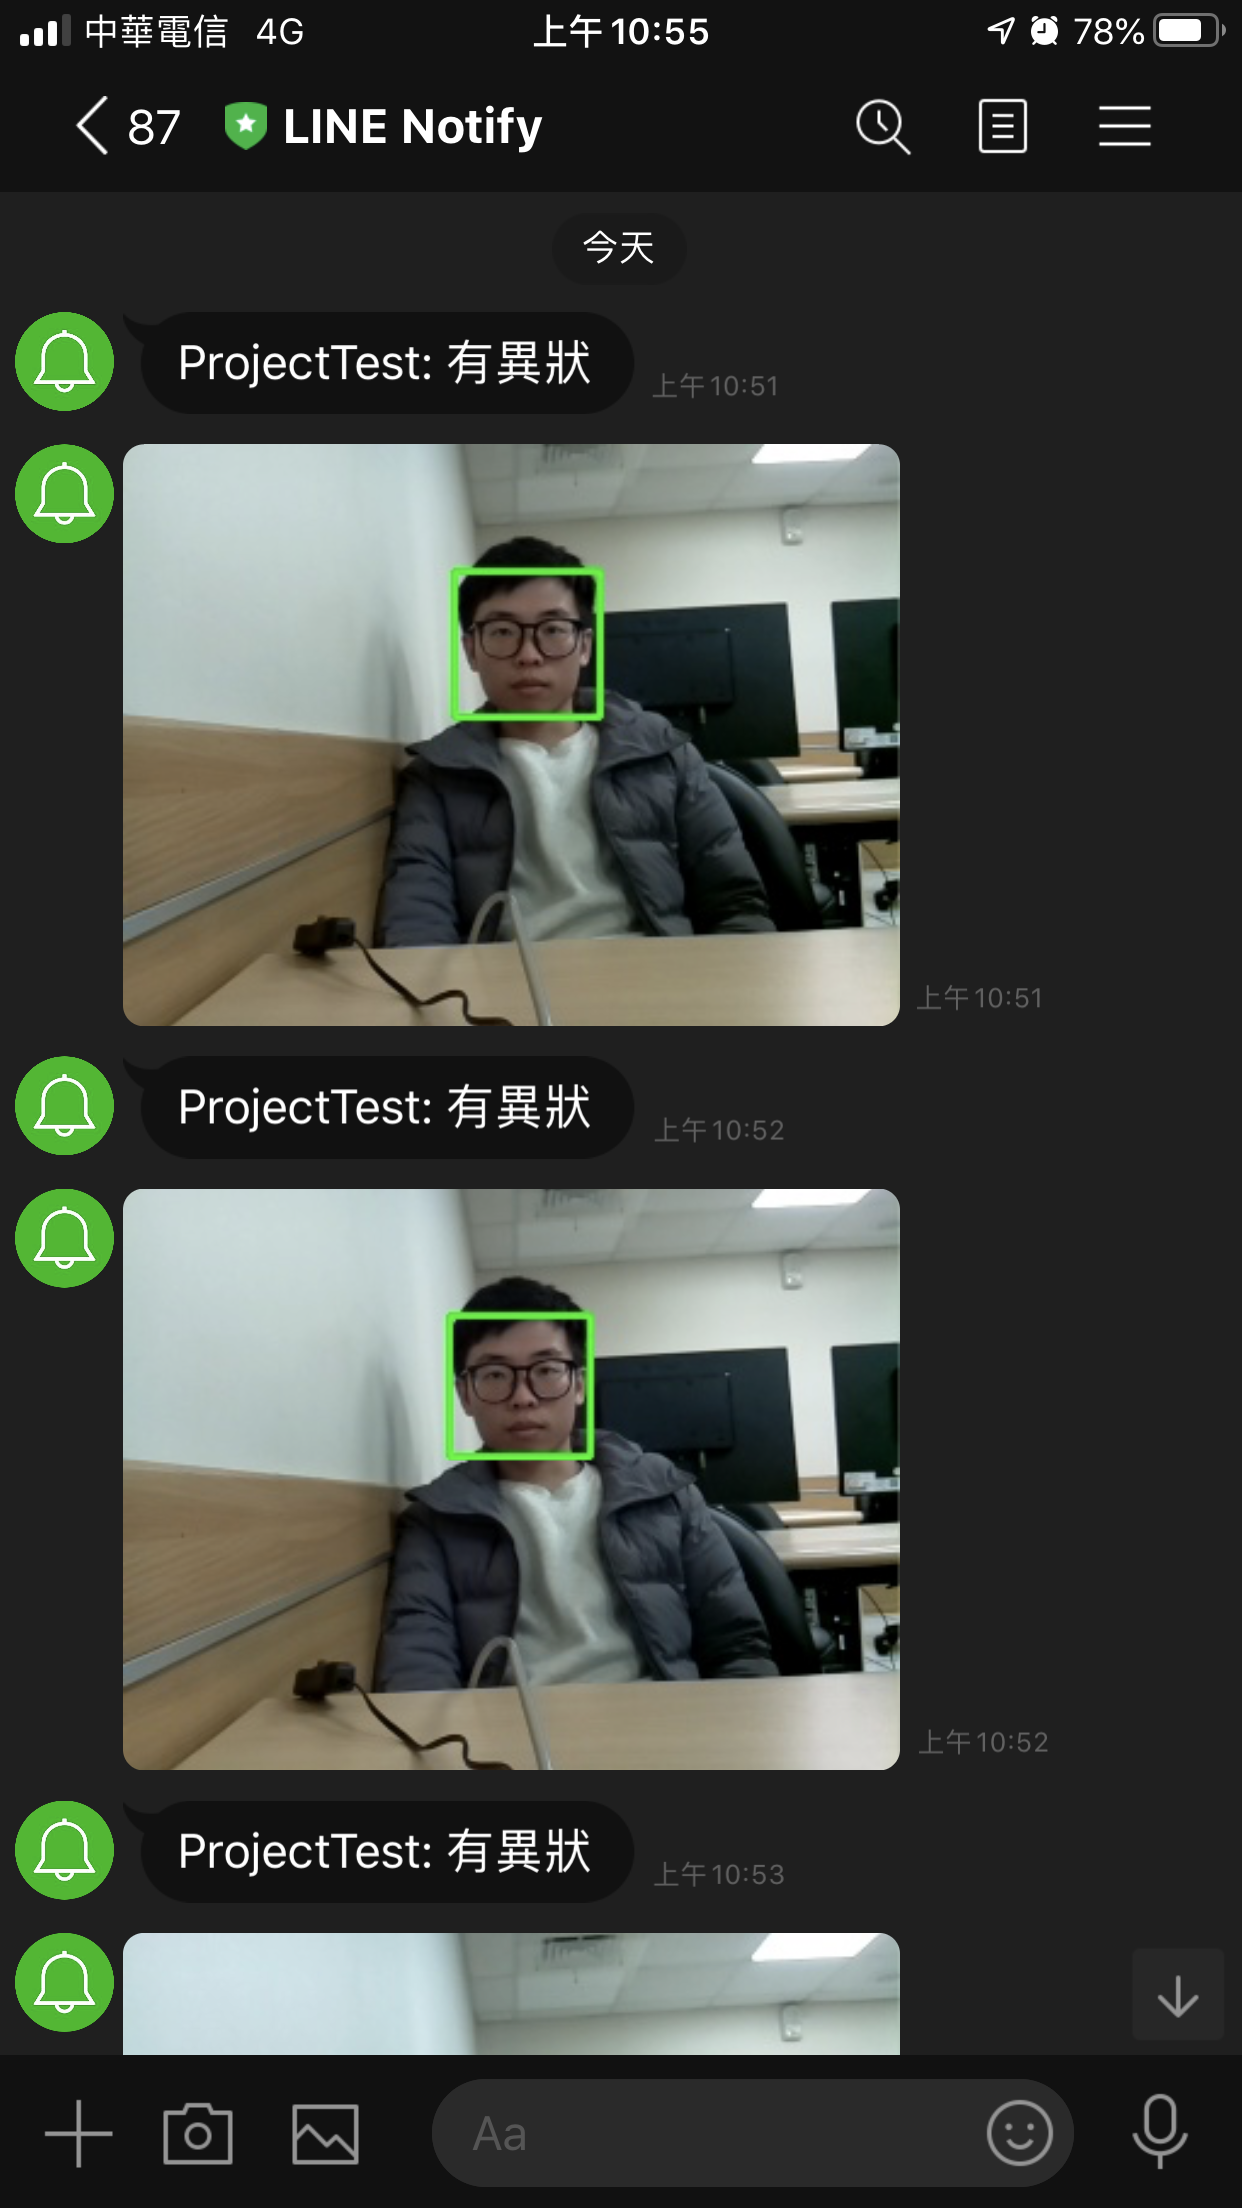 中華電信 4G 上午10:55 78%
87 LINE Notify
今天
ProjectTest: 有異狀
上午10:51
上午10:51
ProjectTest: 有異狀
上午10:52
上午10:52
ProjectTest: 有異狀
上午10:53
Aa